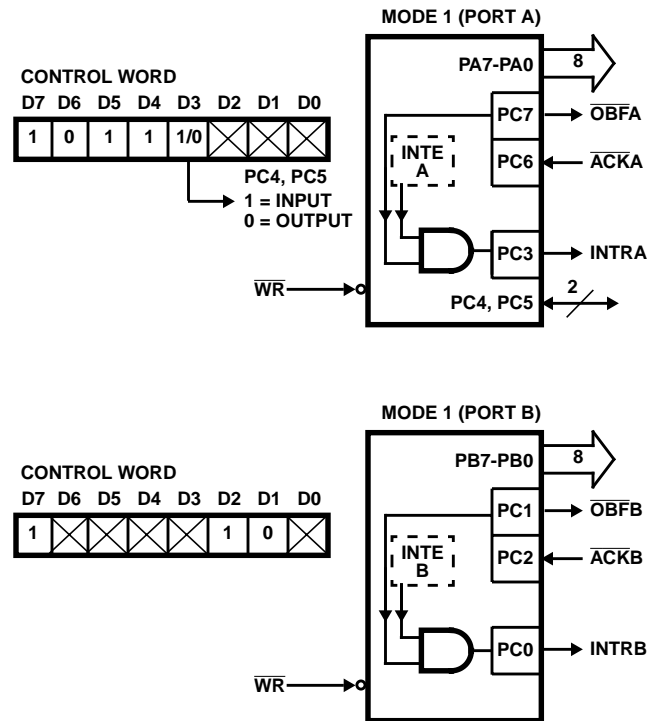 MODE 1 (PORT A)
CONTROL WORD
D7 D6 D5 D4 D3 D2 D1 D0
1 0 1 1 1/0
PC4, PC5
1 = INPUT
0 = OUTPUT
PA7-PA0
8
PC7
OBFA
INTE
A
PC6
ACKA
PC3
INTRA
WR
PC4, PC5
2
MODE 1 (PORT B)
CONTROL WORD
D7 D6 D5 D4 D3 D2 D1 D0
1 1 0
PB7-PB0
8
PC1
OBFB
INTE
B
PC2
ACKB
PC0
INTRB
WR